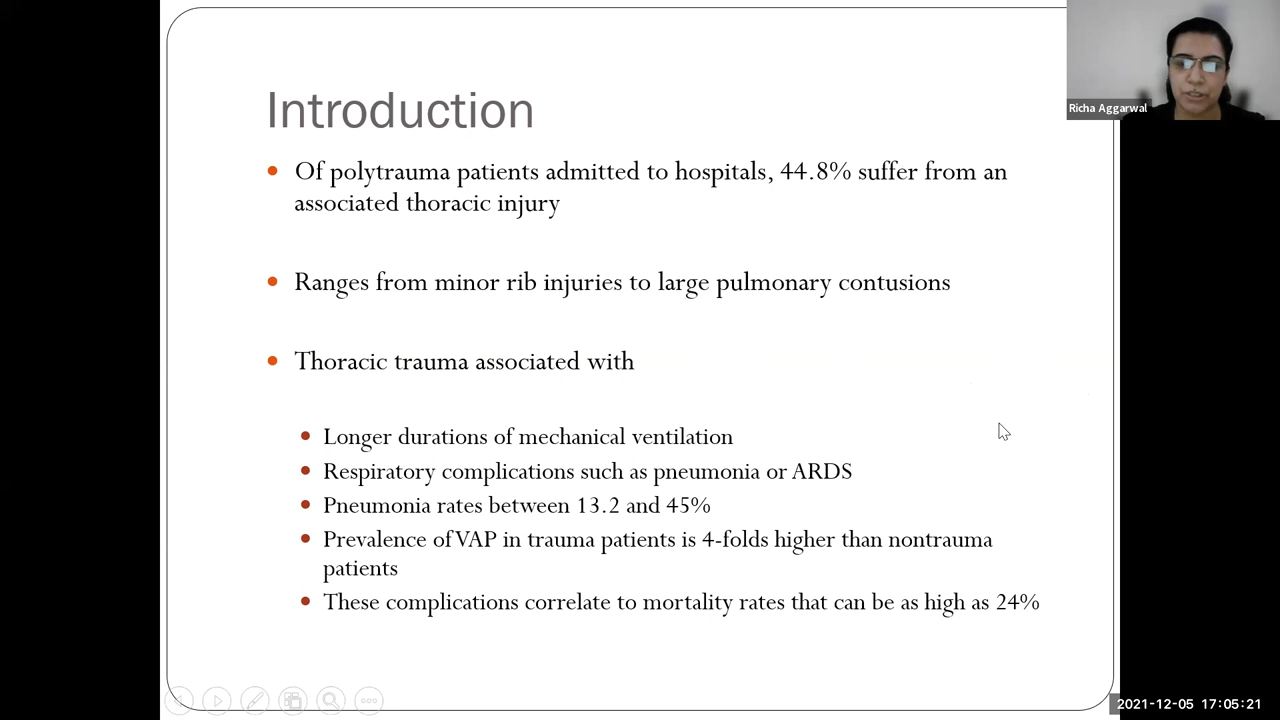 Introduction
Richa Aggarwal
Of polytrauma patients admitted to hospitals, 44.8% suffer from an
associated thoracic injury
Ranges from minor rib injuries to large pulmonary contusions
Thoracic trauma associated with
Longer durations of mechanical ventilation
Respiratory complications such as pneumonia or ARDS
Pneumonia rates between 13.2 and 45%
Prevalence of VAP in trauma patients is 4-folds higher than nontrauma
patients
These complications correlate to mortality rates that can be as high as 24%
2021-12-05 17:05:21